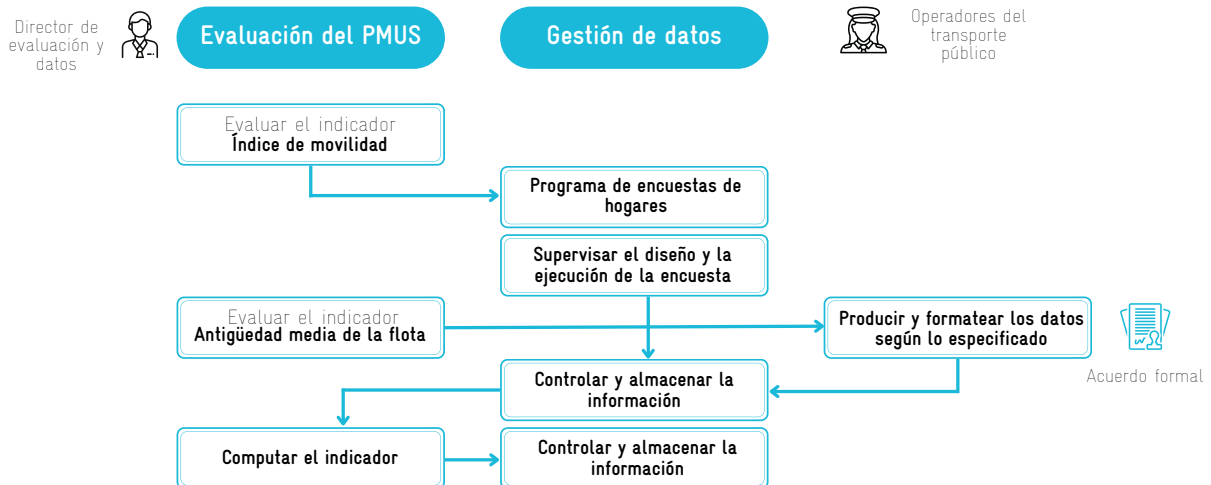 Director de
evaluación y
datos
Evaluación del PMUS
Gestión de datos
Operadores del
transporte
público
Evaluar el indicador
Índice de movilidad
Programa de encuestas de
hogares
Supervisar el diseño y la
ejecución de la encuesta
Evaluar el indicador
Antigüedad media de la flota
Producir y formatear los datos
según lo especificado
Acuerdo formal
Controlar y almacenar la
información
Computar el indicador
Controlar y almacenar la
información